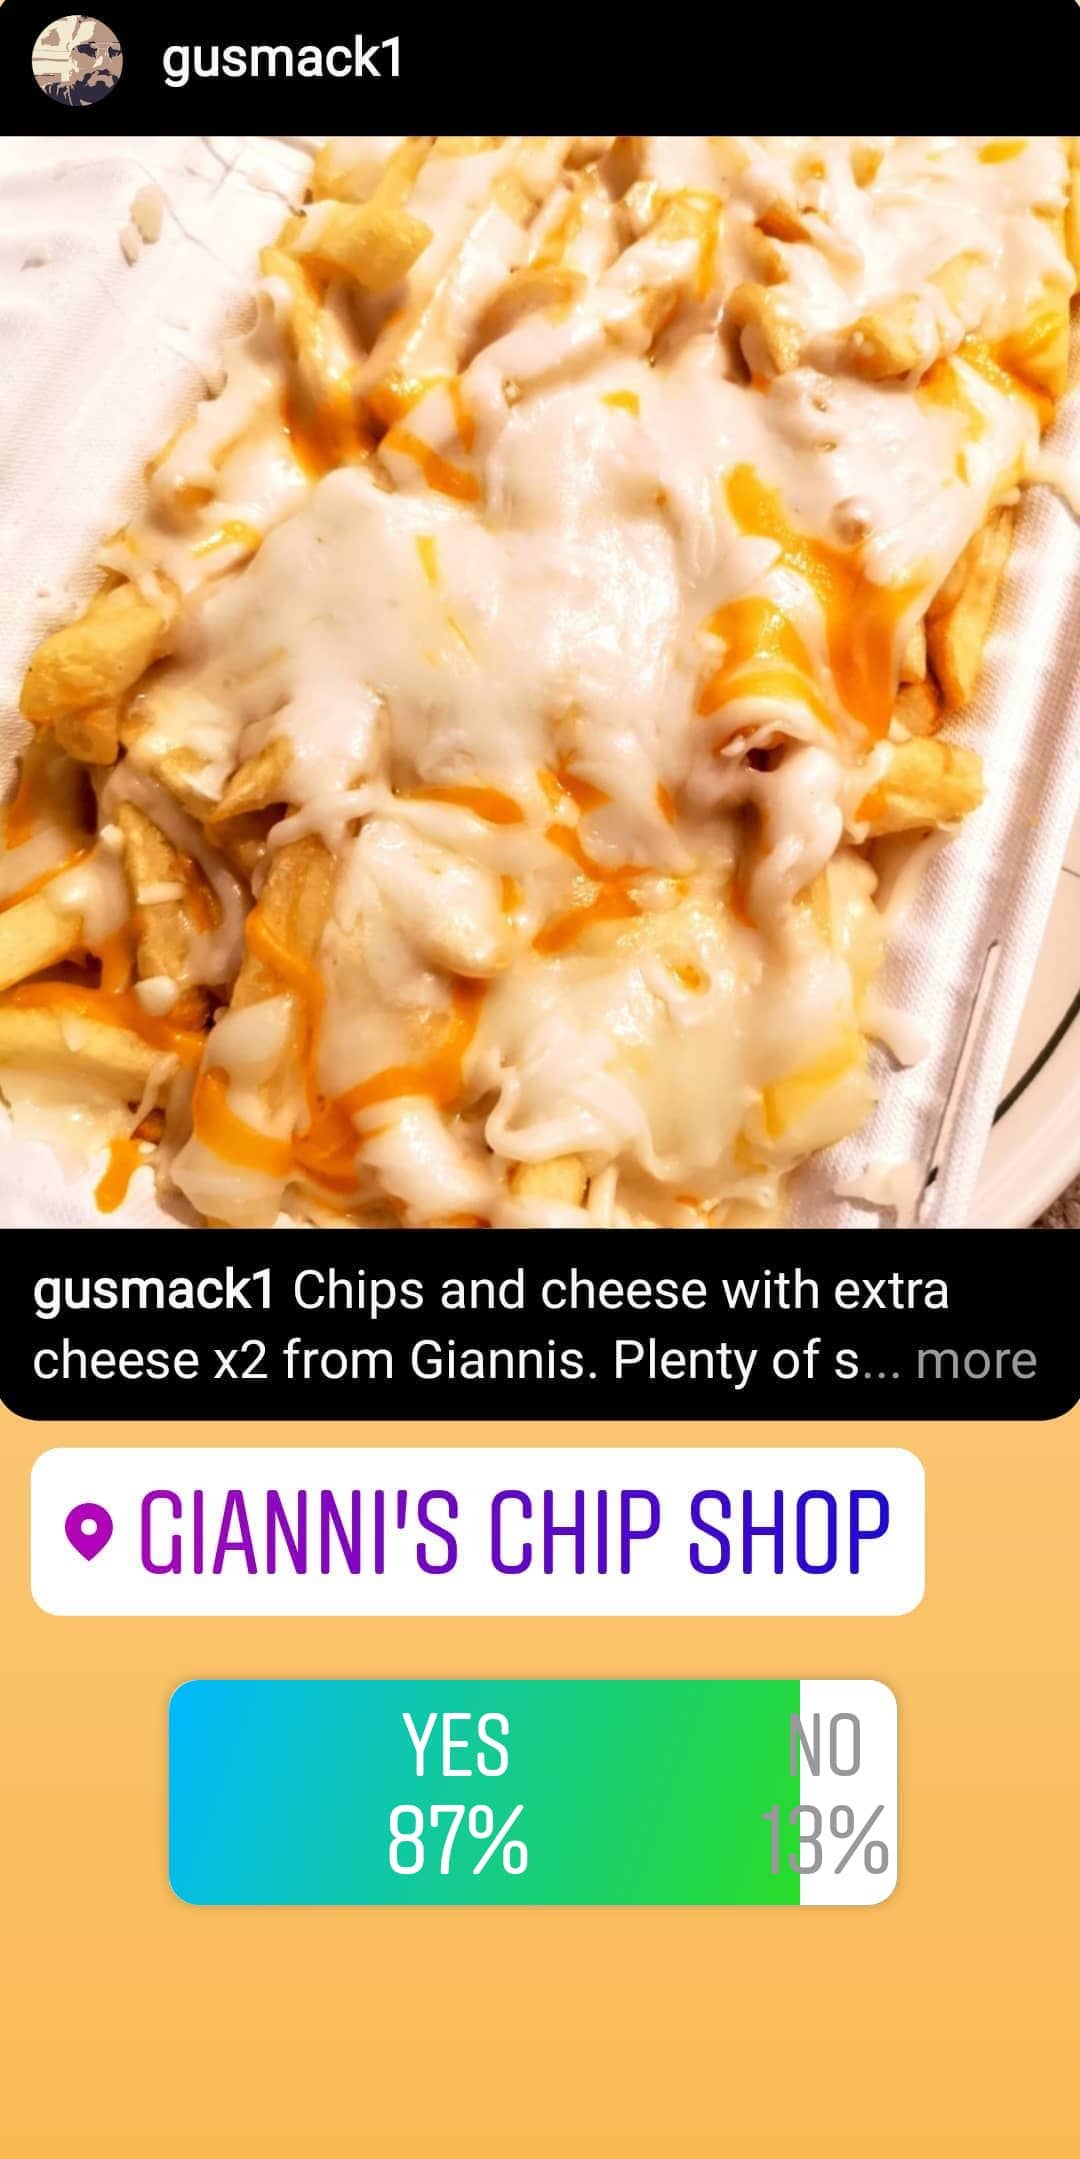 gusmack1
gusmack1 Chips and cheese with extra
cheese x2 from Giannis. Plenty of s... more
GIANNI'S CHIP SHOP
YES NO
87% 13%